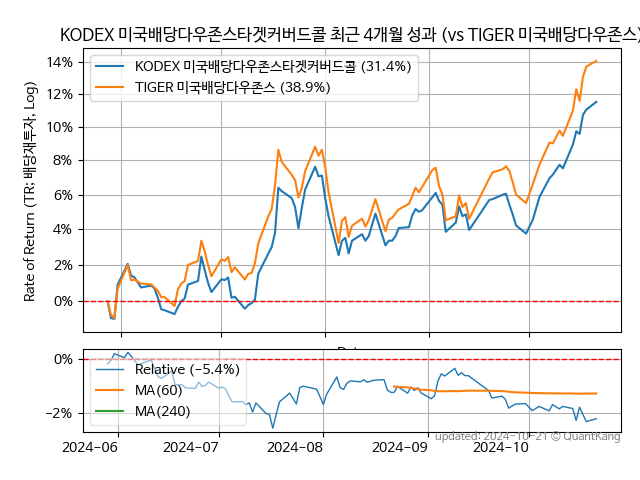 KODEX 미국배당다우존스타겟커버드콜 최근 4개월 성과 (vs TIGER 미국배당다우존스)
Rate of Return (TR: 배당재투자, Log)
14%
12%
10%
8%
6%
4%
2%
0%
KODEX 미국배당다우존스타겟커버드콜 (31.4%)
TIGER 미국배당다우존스 (38.9%)
0%
−2%
Relative (−5.4%)
MA(60)
MA(240)
2024−06
2024−07
2024−08
2024−09
2024−10
updated: 2024−10−21 © QuantKang